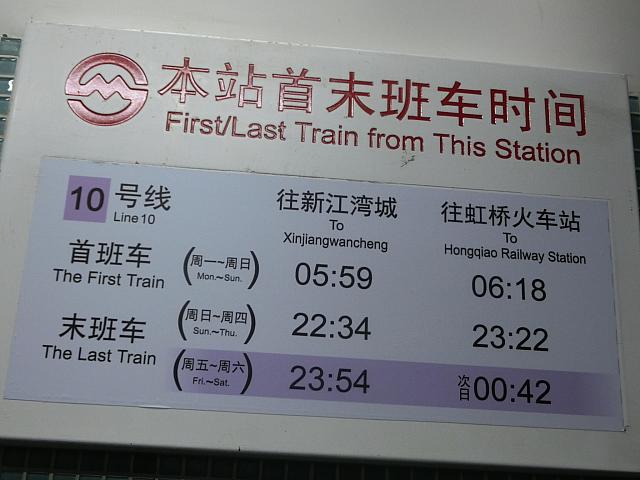 本站首末班车时间
First/Last Train from This Station
10 号线 Line 10
往新江湾城 To Xinjiangwancheng
往虹桥火车站 To Hongqiao Railway Station
首班车 The First Train (周一~周日 Mon.~Sun.) 05:59 06:18
末班车 The Last Train (周日~周四 Sun.~Thu.) 22:34 23:22
(周五~周六 Fri.~Sat.) 23:54 次日00:42